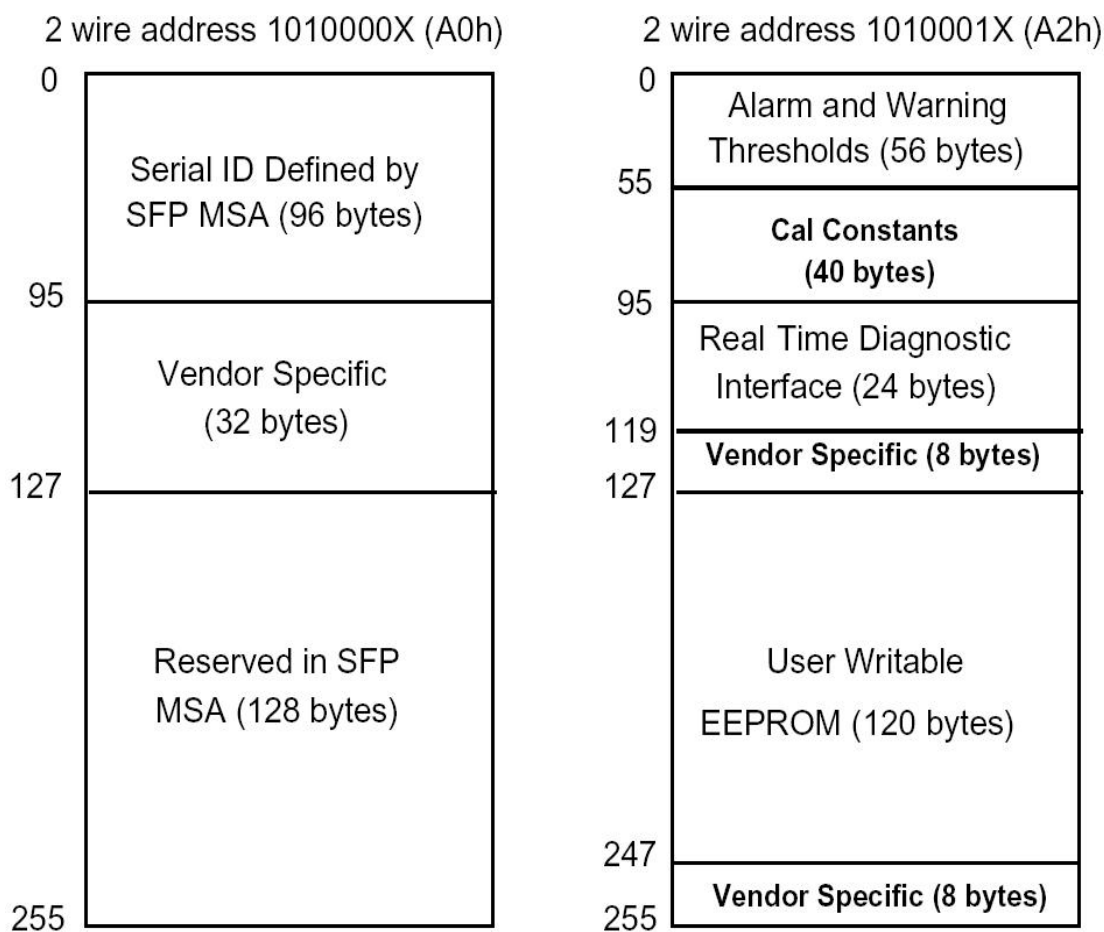 2 wire address 1010000X (A0h)
0
Serial ID Defined by
SFP MSA (96 bytes)
95
Vendor Specific
(32 bytes)
127
Reserved in SFP
MSA (128 bytes)
255
2 wire address 1010001X (A2h)
0
Alarm and Warning
Thresholds (56 bytes)
55
Cal Constants
(40 bytes)
95
Real Time Diagnostic
Interface (24 bytes)
119
Vendor Specific (8 bytes)
127
User Writable
EEPROM (120 bytes)
247
Vendor Specific (8 bytes)
255